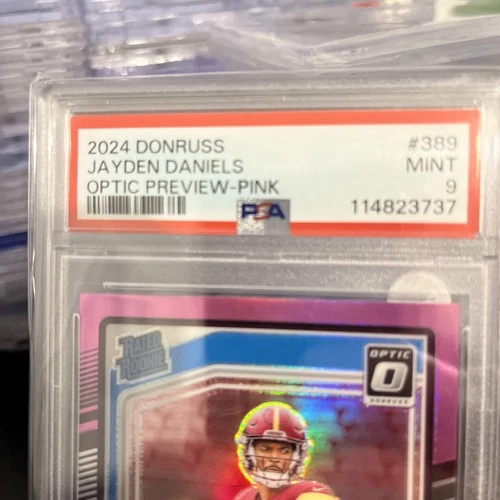 2024 DONRUSS #389
JAYDEN DANIELS MINT
OPTIC PREVIEW-PINK 9
PSA 114823737
RATED
ROOKIE
OPTIC
DONRUSS